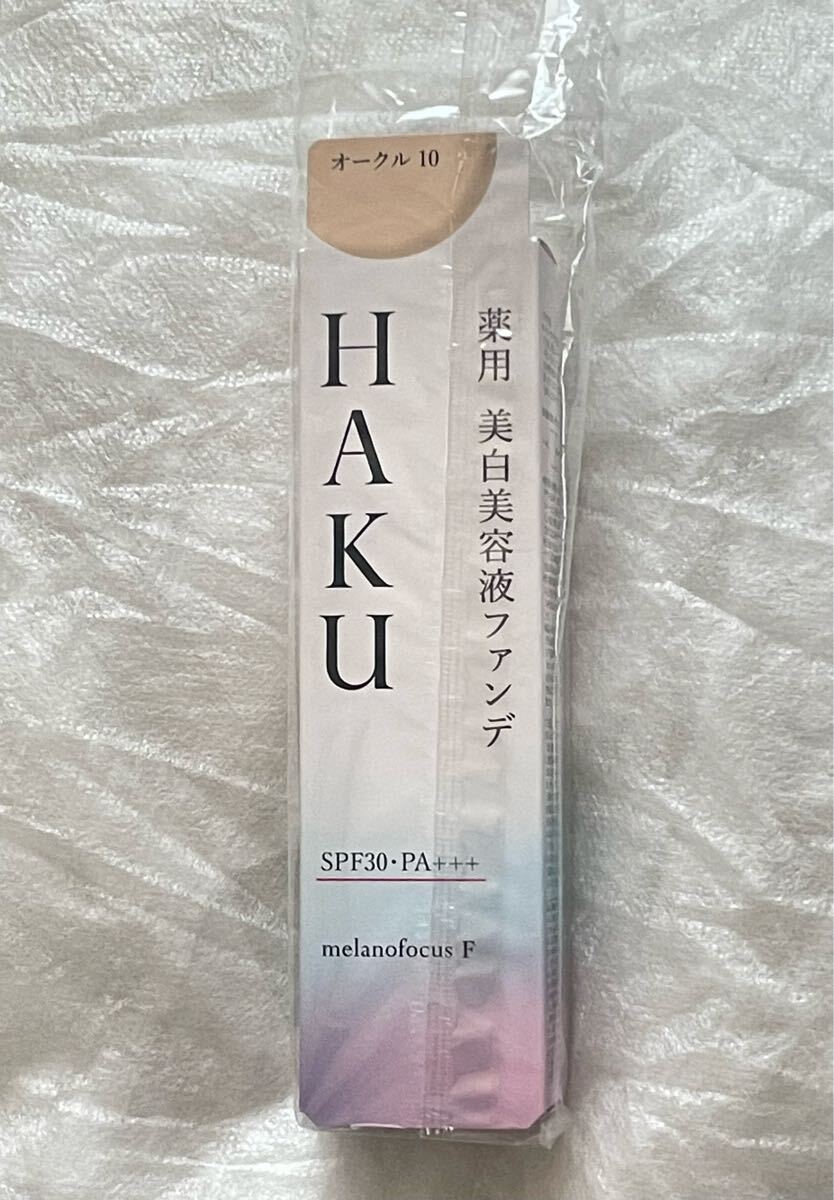 オークル 10
HAKU
薬用 美白美容液ファンデ
SPF30・PA+++
melanofocus F